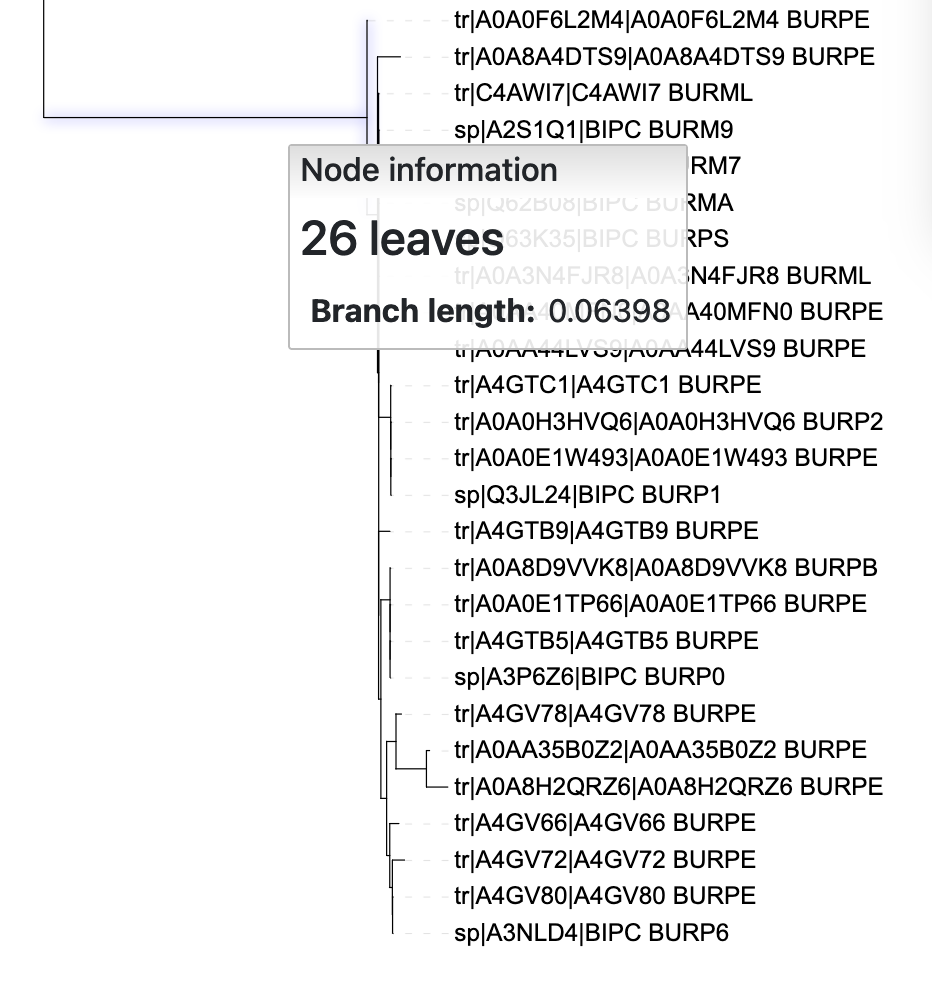 tr|A0A0F6L2M4|A0A0F6L2M4 BURPE
tr|A0A8A4DTS9|A0A8A4DTS9 BURPE
tr|C4AWI7|C4AWI7 BURML
sp|A2S1Q1|BIPC BURM9
RM7
Node information
sp|Q62B08|BIPC BURMA
63K35|BIPC BURPS
26 leaves
tr|A0A3N4FJR8|A0A3N4FJR8 BURML
A40MFN0 BURPE
Branch length: 0.06398
tr|A0AA44LVS9|A0AA44LVS9 BURPE
tr|A4GTC1|A4GTC1 BURPE
tr|A0A0H3HVQ6|A0A0H3HVQ6 BURP2
tr|A0A0E1W493|A0A0E1W493 BURPE
sp|Q3JL24|BIPC BURP1
tr|A4GTB9|A4GTB9 BURPE
tr|A0A8D9VVK8|A0A8D9VVK8 BURPB
tr|A0A0E1TP66|A0A0E1TP66 BURPE
tr|A4GTB5|A4GTB5 BURPE
sp|A3P6Z6|BIPC BURP0
tr|A4GV78|A4GV78 BURPE
tr|A0AA35B0Z2|A0AA35B0Z2 BURPE
tr|A0A8H2QRZ6|A0A8H2QRZ6 BURPE
tr|A4GV66|A4GV66 BURPE
tr|A4GV72|A4GV72 BURPE
tr|A4GV80|A4GV80 BURPE
sp|A3NLD4|BIPC BURP6